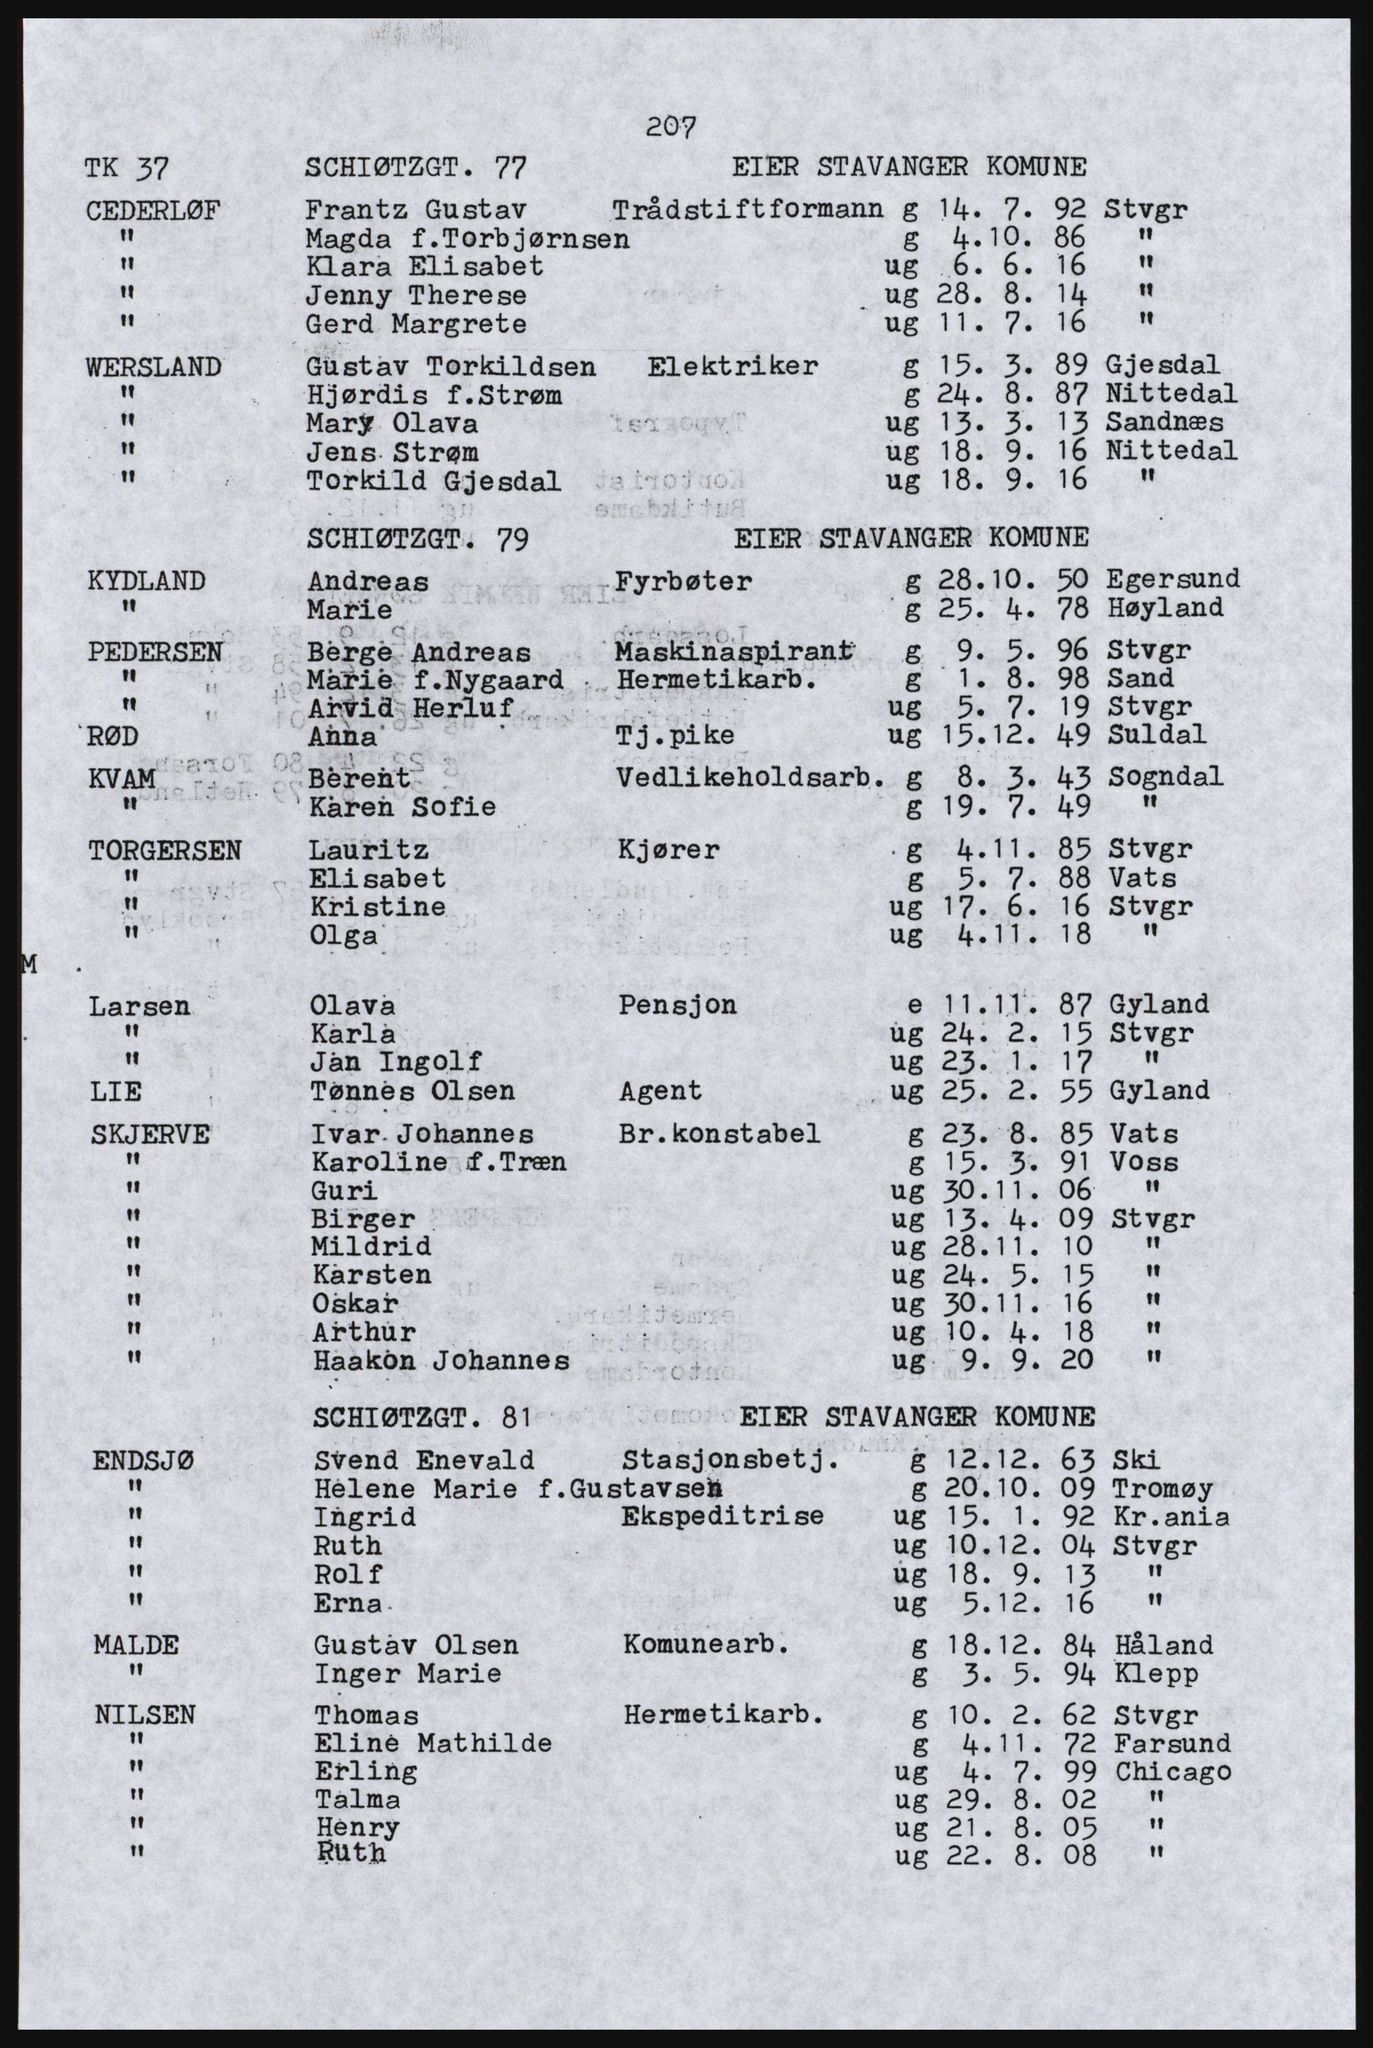 207
TK 37 SCHIØTZGT. 77 EIER STAVANGER KOMUNE
CEDERLØF Frantz Gustav Trådstiftformann g 14. 7. 92 Stvgr
" Magda f.Torbjørnsen g 4.10. 86 "
" Klara Elisabet ug 6. 6. 16 "
" Jenny Therese ug 28. 8. 14 "
" Gerd Margrete ug 11. 7. 16 "
WERSLAND Gustav Torkildsen Elektriker g 15. 3. 89 Gjesdal
" Hjørdis f.Strøm g 24. 8. 87 Nittedal
" Mary Olava ug 13. 3. 13 Sandnæs
" Jens Strøm ug 18. 9. 16 Nittedal
" Torkild Gjesdal ug 18. 9. 16 "
SCHIØTZGT. 79 EIER STAVANGER KOMUNE
KYDLAND Andreas Fyrbøter g 28.10. 50 Egersund
" Marie g 25. 4. 78 Høyland
PEDERSEN Berge Andreas Maskinaspirant g 9. 5. 96 Stvgr
" Marie f.Nygaard Hermetikarb. g 1. 8. 98 Sand
" Arvid Herluf ug 5. 7. 19 Stvgr
RØD Anna Tj.pike ug 15.12. 49 Suldal
KVAM Berent Vedlikeholdsarb. g 8. 3. 43 Sogndal
" Karen Sofie g 19. 7. 49 "
TORGERSEN Lauritz Kjører g 4.11. 85 Stvgr
" Elisabet g 5. 7. 88 Vats
" Kristine ug 17. 6. 16 Stvgr
" Olga ug 4.11. 18 "
M
Larsen Olava Pensjon e 11.11. 87 Gyland
" Karla ug 24. 2. 15 Stvgr
" Jan Ingolf ug 23. 1. 17 "
LIE Tønnes Olsen Agent ug 25. 2. 55 Gyland
SKJERVE Ivar Johannes Br.konstabel g 23. 8. 85 Vats
" Karoline f.Træn g 15. 3. 91 Voss
" Guri ug 30.11. 06 "
" Birger ug 13. 4. 09 Stvgr
" Mildrid ug 28.11. 10 "
" Karsten ug 24. 5. 15 "
" Oskar ug 30.11. 16 "
" Arthur ug 10. 4. 18 "
" Haakon Johannes ug 9. 9. 20 "
SCHIØTZGT. 81 EIER STAVANGER KOMUNE
ENDSJØ Svend Enevald Stasjonsbetj. g 12.12. 63 Ski
" Helene Marie f.Gustavsen g 20.10. 09 Tromøy
" Ingrid Ekspeditrise ug 15. 1. 92 Kr.ania
" Ruth ug 10.12. 04 Stvgr
" Rolf ug 18. 9. 13 "
" Erna ug 5.12. 16 "
MALDE Gustav Olsen Komunearb. g 18.12. 84 Håland
" Inger Marie g 3. 5. 94 Klepp
NILSEN Thomas Hermetikarb. g 10. 2. 62 Stvgr
" Eline Mathilde g 4.11. 72 Farsund
" Erling ug 4. 7. 99 Chicago
" Talma ug 29. 8. 02 "
" Henry ug 21. 8. 05 "
" Ruth ug 22. 8. 08 "